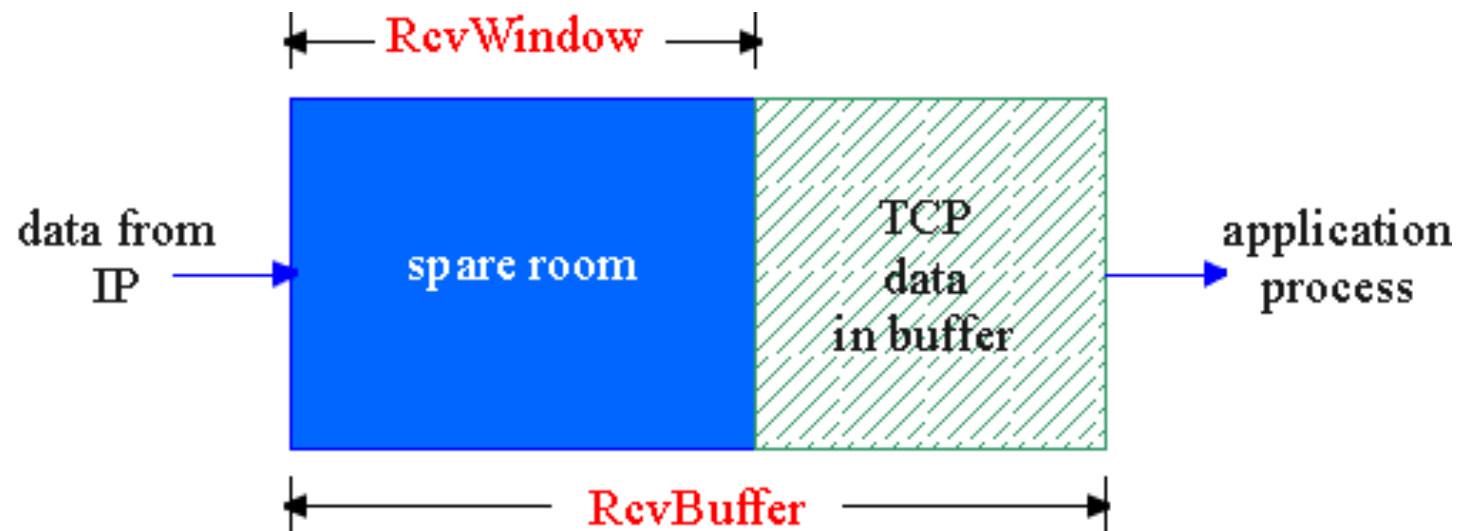 RcvWindow
data from
IP
spare room
TCP
data
in buffer
application
process
RcvBuffer